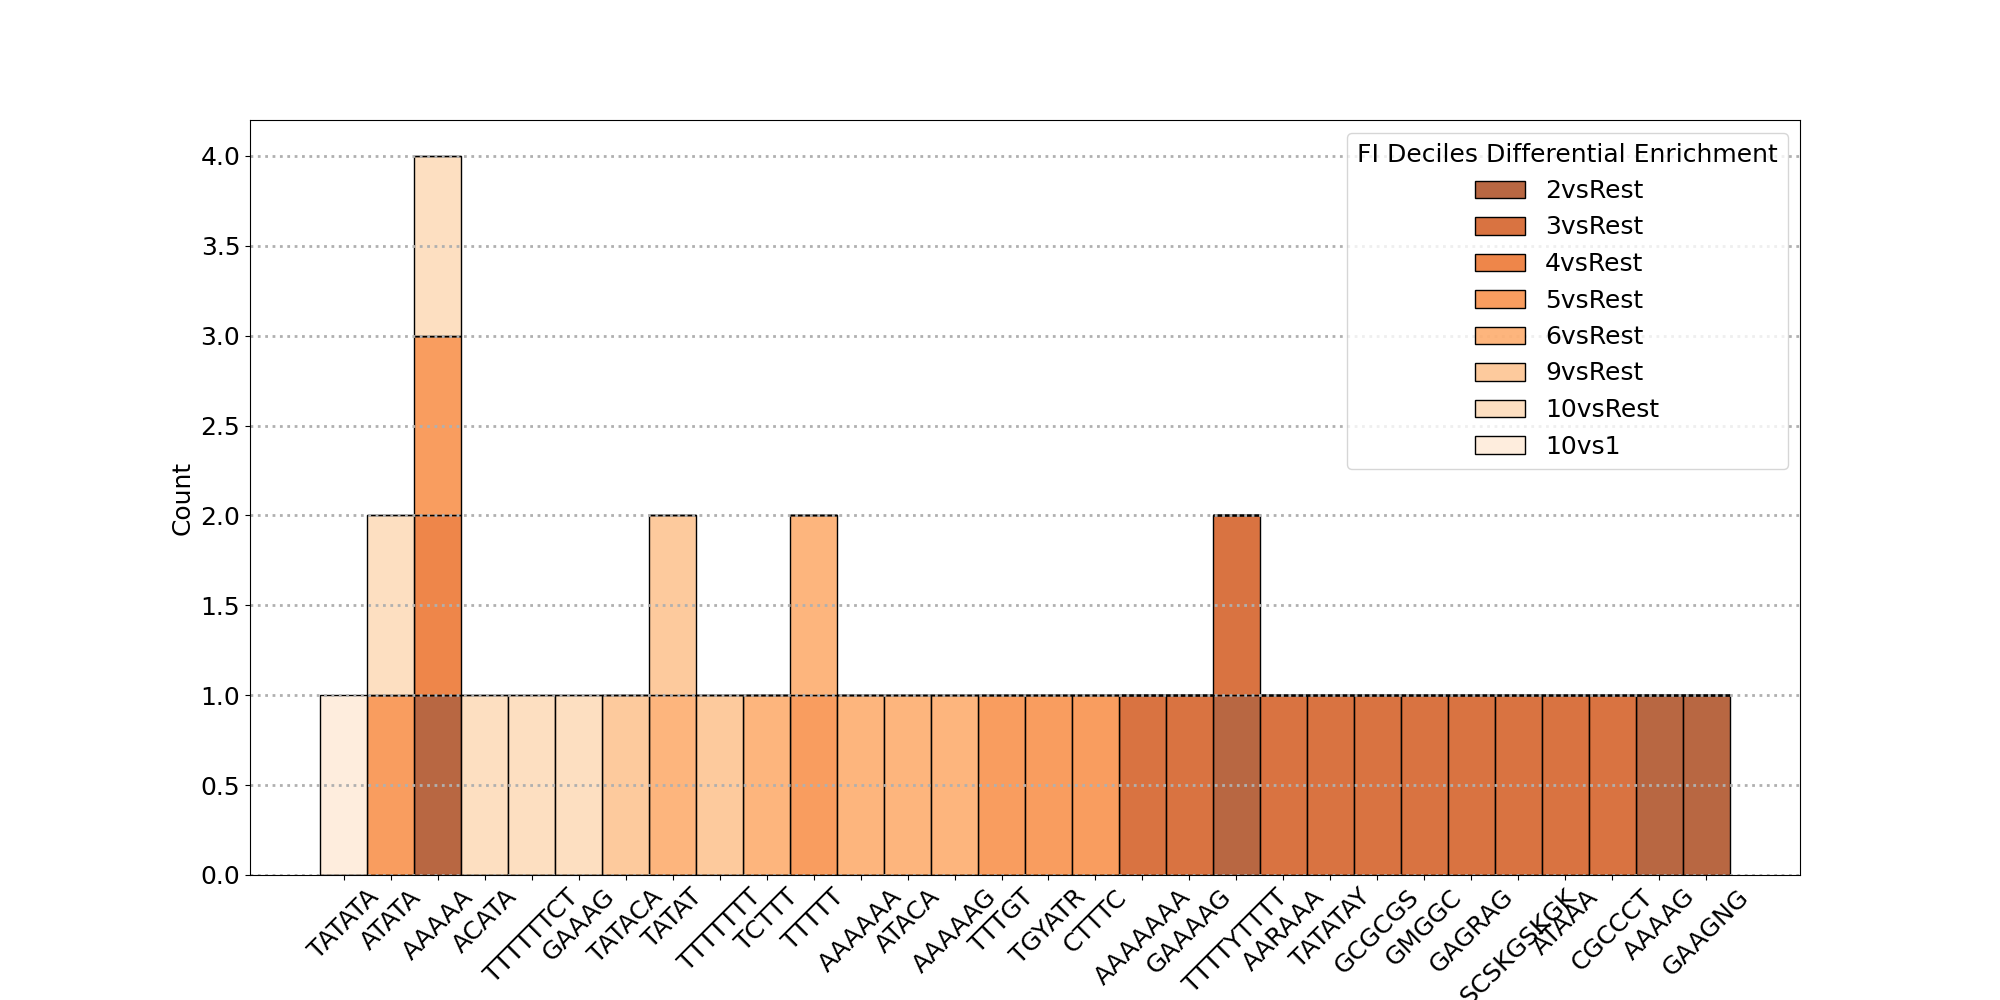 FI Deciles Differential Enrichment
2vsRest
3vsRest
4vsRest
5vsRest
6vsRest
9vsRest
10vsRest
10vs1
Count
4.0
3.5
3.0
2.5
2.0
1.5
1.0
0.5
0.0
TATATA
ATATA
AAAAA
ACATA
TTTTTTCT
GAAAG
TATACA
TATAT
TTTTTTT
TCTTT
TTTTT
AAAAAA
ATACA
AAAAAG
TTTGT
TGYATR
CTTTC
AAAAAAA
GAAAAG
TTTTYTTTT
AARAAA
TATATAY
GCGCGS
GMGGC
GAGRAG
SCSKGSKGK
ATAAA
CGCCCT
AAAAG
GAAGNG